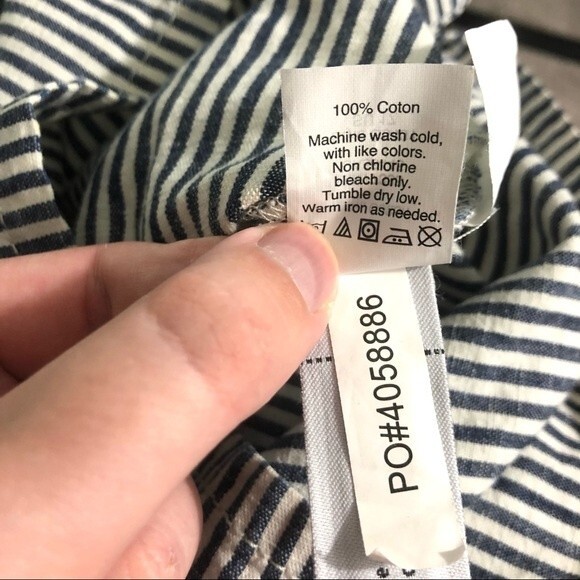 100% Coton
Machine wash cold,
with like colors.
Non chlorine
bleach only.
Tumble dry low.
Warm iron as needed.
PO#4058886